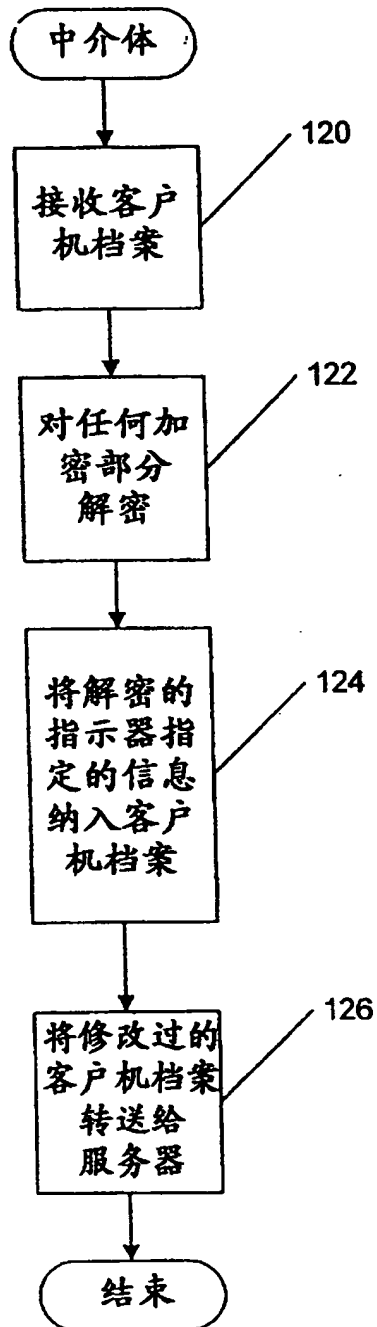 中介体
120
接收客户
机档案
122
对任何加
密部分
解密
124
将解密的
指示器指
定的信息
纳入客户
机档案
126
将修改过的
客户机档案
转送给
服务器
结束